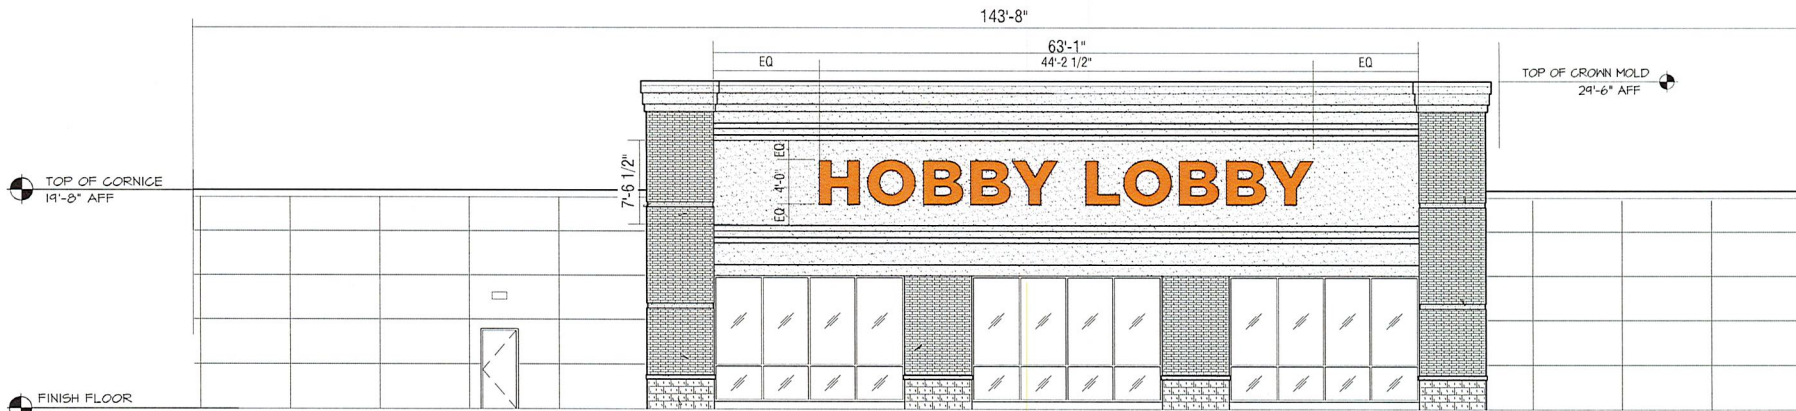 143'-8"
63'-1"
EQ 44'-2 1/2" EQ
TOP OF CROWN MOLD
29'-6" AFF
EQ
4'-0"
EQ
7'-6 1/2"
HOBBY LOBBY
TOP OF CORNICE
19'-8" AFF
FINISH FLOOR